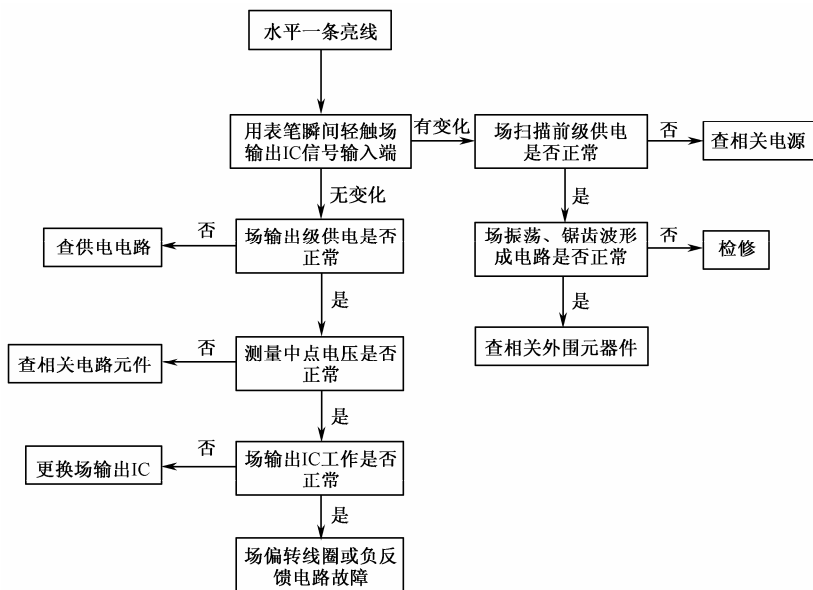 水平一条亮线
用表笔瞬间轻触场
输出IC信号输入端
有变化
场扫描前级供电
是否正常
否
查相关电源
无变化
是
查供电电路
否
场输出级供电是否
正常
场振荡、锯齿波形
成电路是否正常
否
检修
是
是
查相关电路元件
否
测量中点电压是否
正常
查相关外围元器件
是
更换场输出IC
否
场输出IC工作是否
正常
是
场偏转线圈或负反
馈电路故障